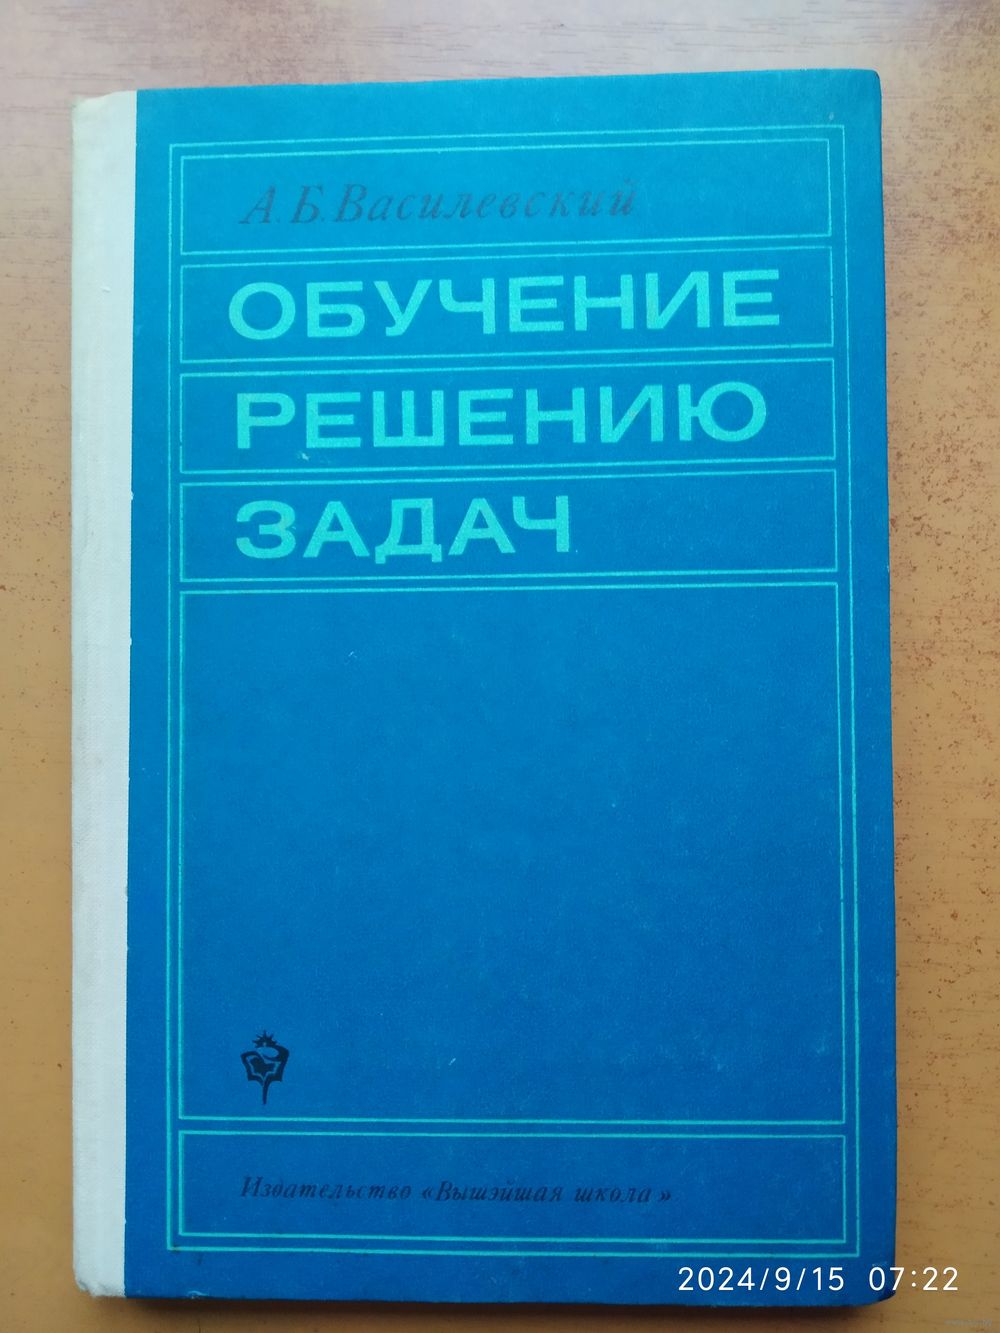 А.Б.Василевский
ОБУЧЕНИЕ
РЕШЕНИЮ
ЗАДАЧ
Издательство «Вышэйшая школа»
2024/9/15 07:22